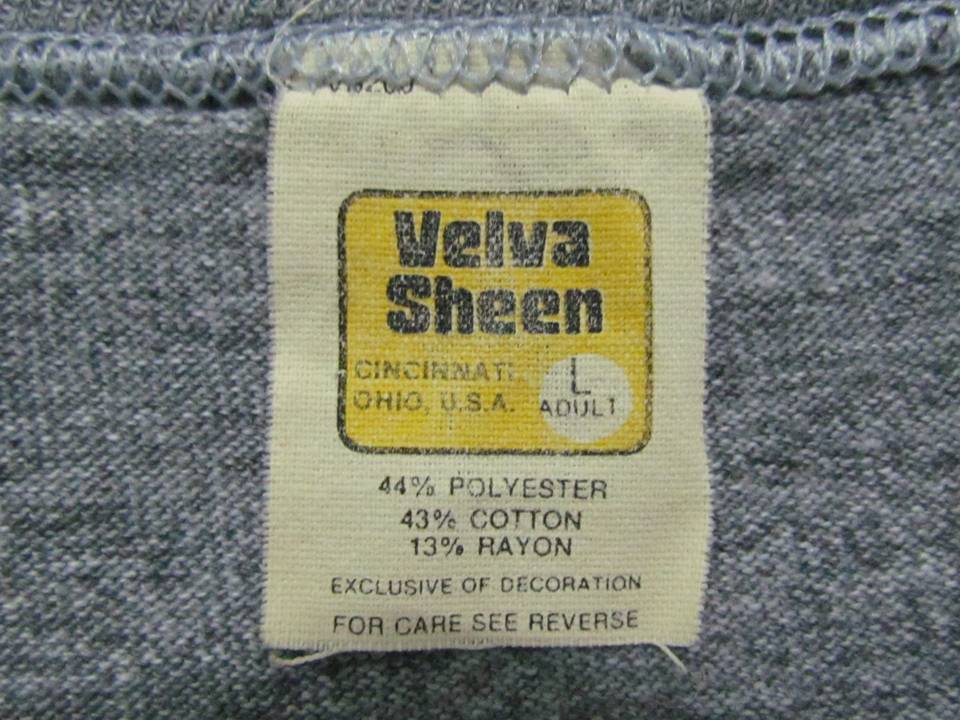 Velva
Sheen
CINCINNATI
OHIO, U.S.A.
L
ADULT
44% POLYESTER
43% COTTON
13% RAYON
EXCLUSIVE OF DECORATION
FOR CARE SEE REVERSE